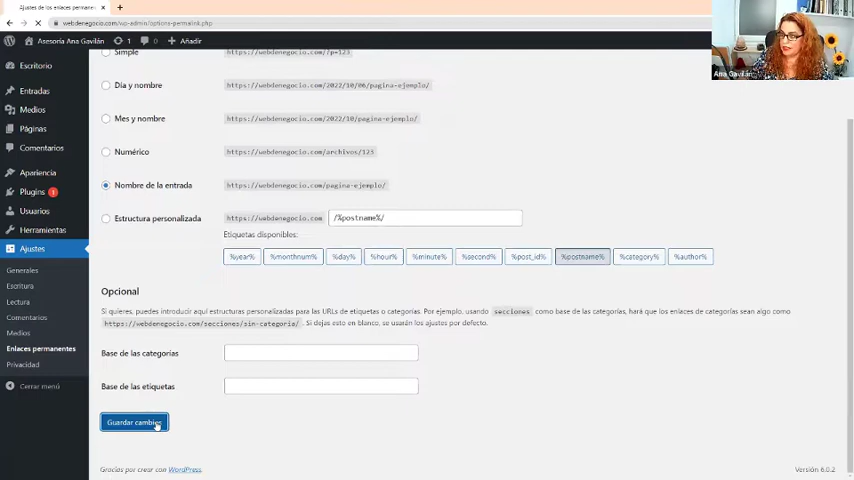 Ajustes de los enlaces permanen
webdenegocio.com/wp-admin/options-permalink.php
Asesoría Ana Gavilán 1 0 + Añadir
Ana Gavilán
Escritorio
Entradas
Medios
Páginas
Comentarios
Apariencia
Plugins 1
Usuarios
Herramientas
Ajustes
Generales
Escritura
Lectura
Comentarios
Medios
Enlaces permanentes
Privacidad
Cerrar menú
Simple https://webdenegocio.com/?p=123
Día y nombre https://webdenegocio.com/2022/10/06/pagina-ejemplo/
Mes y nombre https://webdenegocio.com/2022/10/pagina-ejemplo/
Numérico https://webdenegocio.com/archivos/123
Nombre de la entrada https://webdenegocio.com/pagina-ejemplo/
Estructura personalizada https://webdenegocio.com /%postname%/
Etiquetas disponibles:
%year% %monthnum% %day% %hour% %minute% %second% %post_id% %postname% %category% %author%
Opcional
Si quieres, puedes introducir aquí estructuras personalizadas para las URLs de etiquetas o categorías. Por ejemplo, usando secciones como base de las categorías, hará que los enlaces de categorías sean algo como
https://webdenegocio.com/secciones/sin-categoria/ . Si dejas esto en blanco, se usarán los ajustes por defecto.
Base de las categorías
Base de las etiquetas
Guardar cambios
Gracias por crear con WordPress. Versión 6.0.2